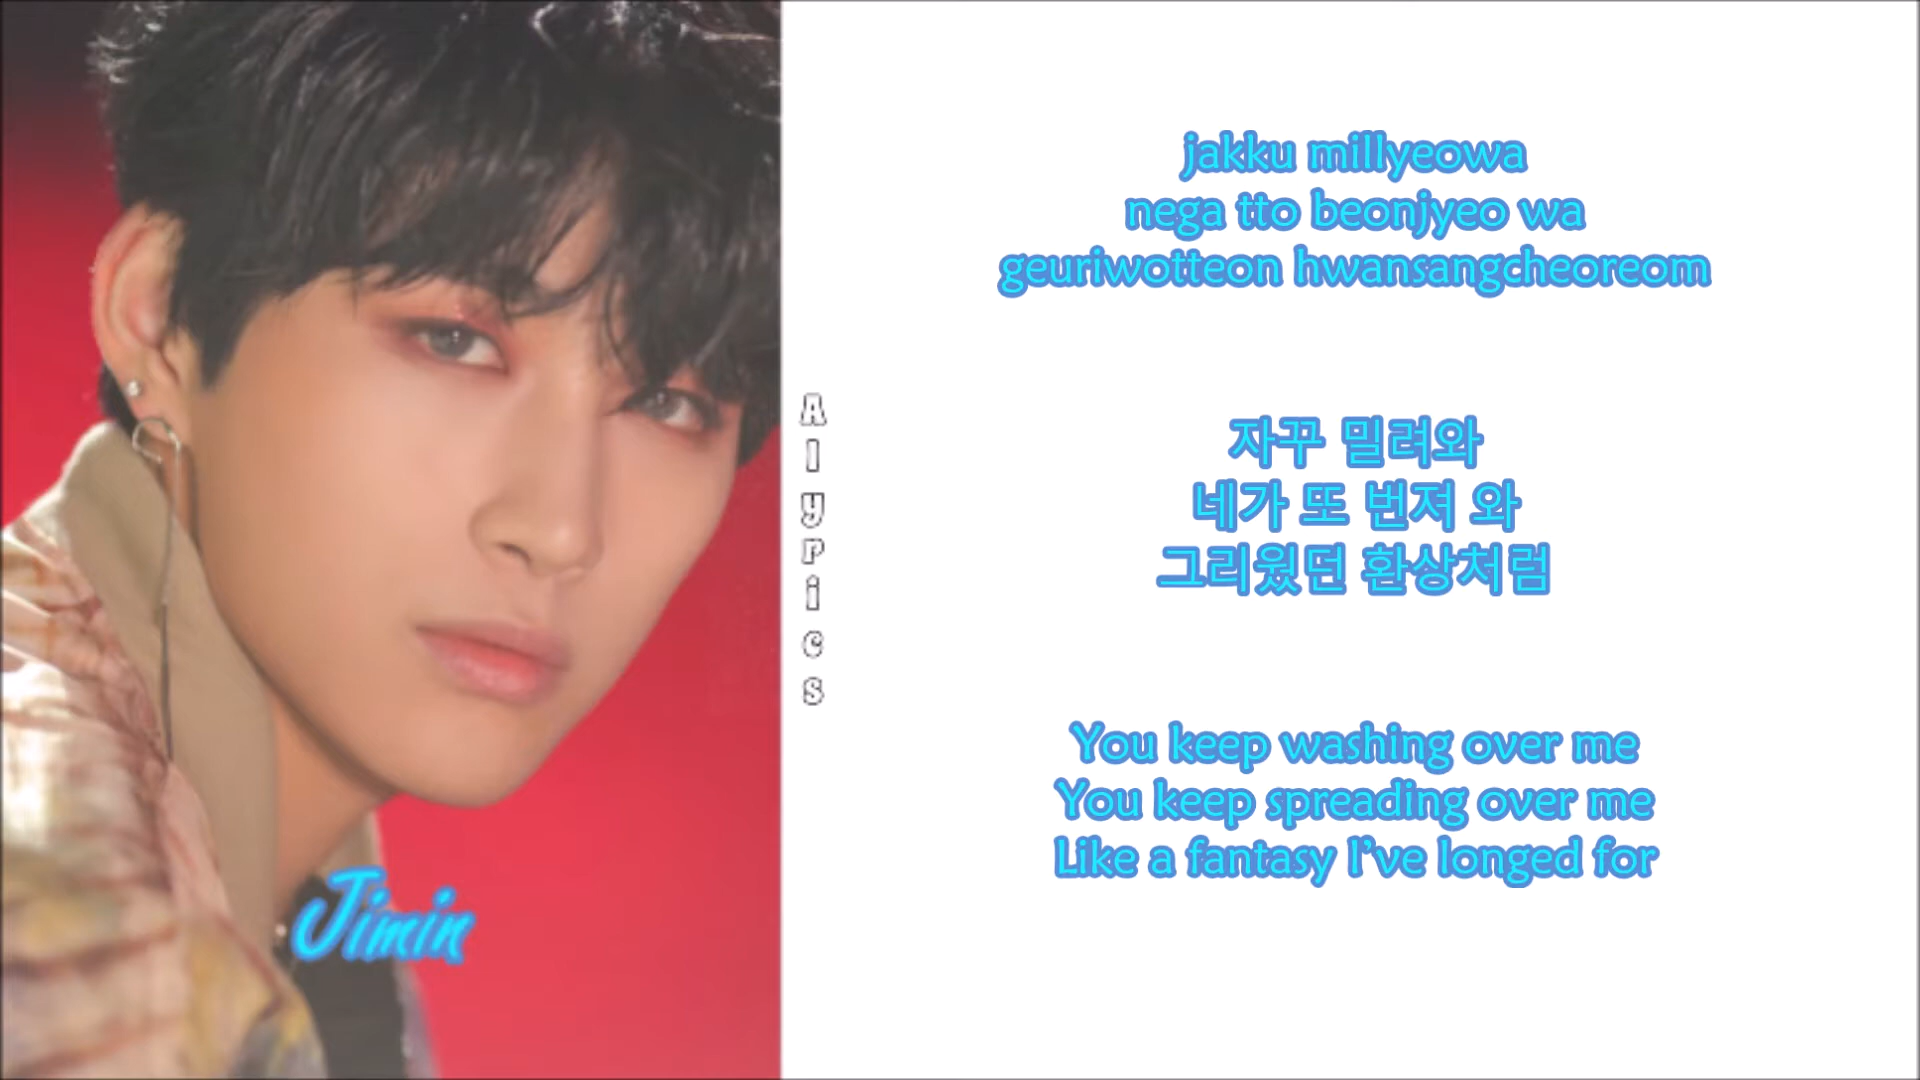 Jimin
Alyrics
jakku millyeowa
nega tto beonjyeo wa
geuriwotteon hwansangcheoreom
자꾸 밀려와
네가 또 번져 와
그리웠던 환상처럼
You keep washing over me
You keep spreading over me
Like a fantasy I've longed for